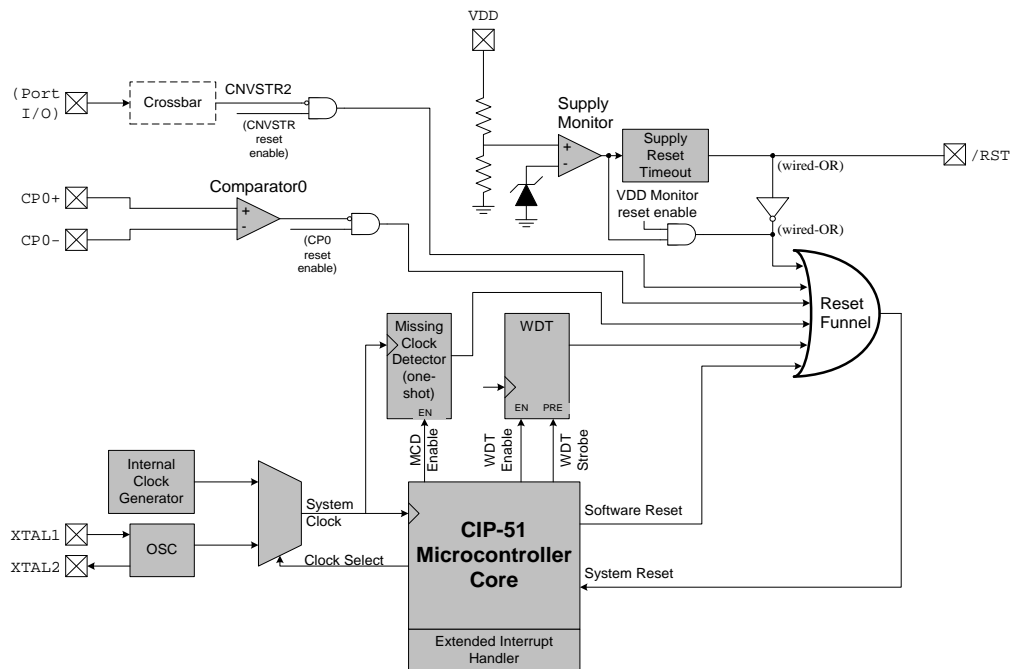 VDD
(Port
I/O)
Crossbar
CNVSTR2
(CNVSTR
reset
enable)
Supply
Monitor
+
-
Supply
Reset
Timeout
(wired-OR)
/RST
CP0+
CP0-
Comparator0
+
-
(CP0
reset
enable)
VDD Monitor
reset enable
(wired-OR)
Reset
Funnel
Missing
Clock
Detector
(one-
shot)
EN
WDT
EN
PRE
MCD
Enable
WDT
Enable
WDT
Strobe
Internal
Clock
Generator
System
Clock
XTAL1
XTAL2
OSC
Clock Select
CIP-51
Microcontroller
Core
Software Reset
System Reset
Extended Interrupt
Handler